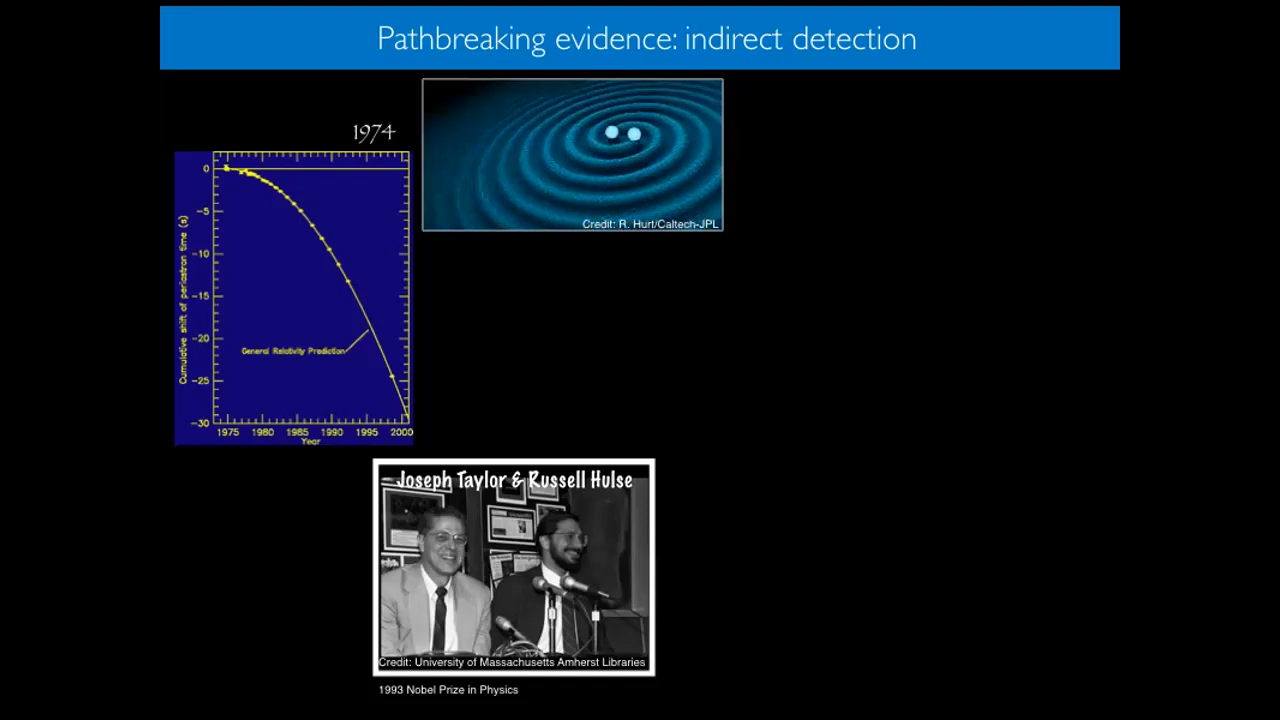 Pathbreaking evidence: indirect detection
1974
Credit: R. Hurt/Caltech-JPL
0
-5
-10
-15
-20
-25
-30
Cumulative shift of periastron time (s)
General Relativity Prediction
1975 1980 1985 1990 1995 2000
Year
Joseph Taylor & Russell Hulse
Credit: University of Massachusetts Amherst Libraries
1993 Nobel Prize in Physics